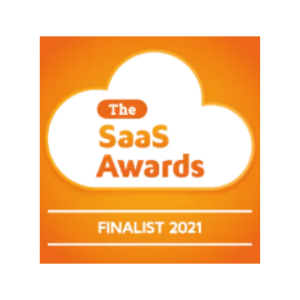 The
SaaS
Awards
FINALIST 2021